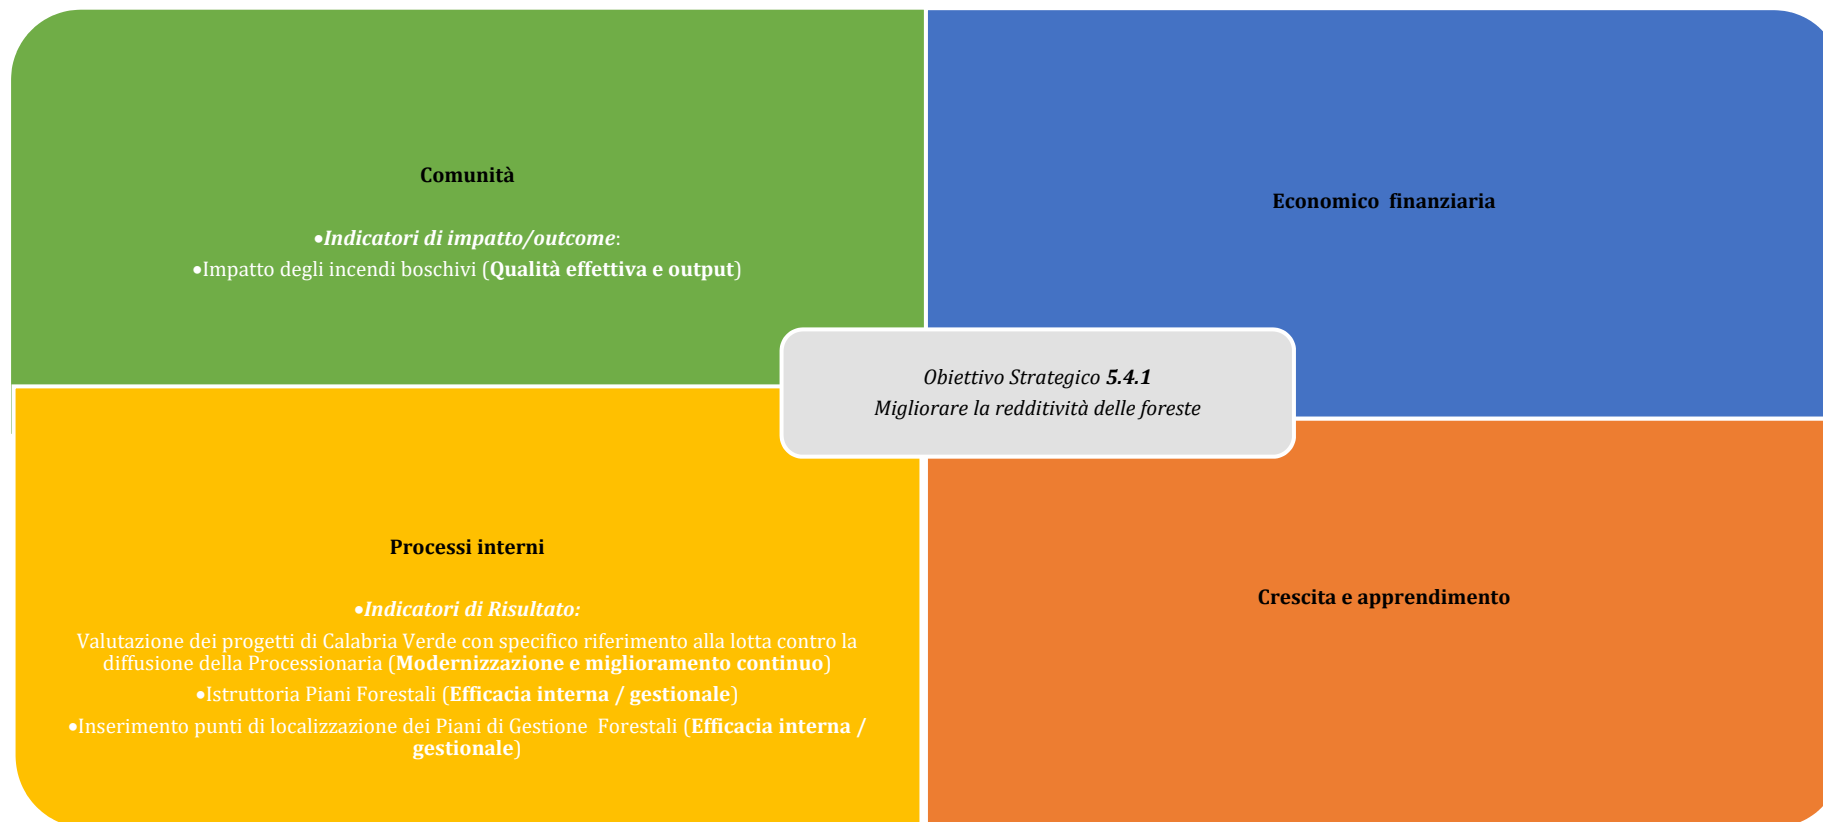 Comunità
•Indicatori di impatto/outcome:
•Impatto degli incendi boschivi (Qualità effettiva e output)
Economico  finanziaria
Obiettivo Strategico 5.4.1
Migliorare la redditività delle foreste
Processi interni
•Indicatori di Risultato:
Valutazione dei progetti di Calabria Verde con specifico riferimento alla lotta contro la
diffusione della Processionaria (Modernizzazione e miglioramento continuo)
•Istruttoria Piani Forestali (Efficacia interna / gestionale)
•Inserimento punti di localizzazione dei Piani di Gestione  Forestali (Efficacia interna /
gestionale)
Crescita e apprendimento